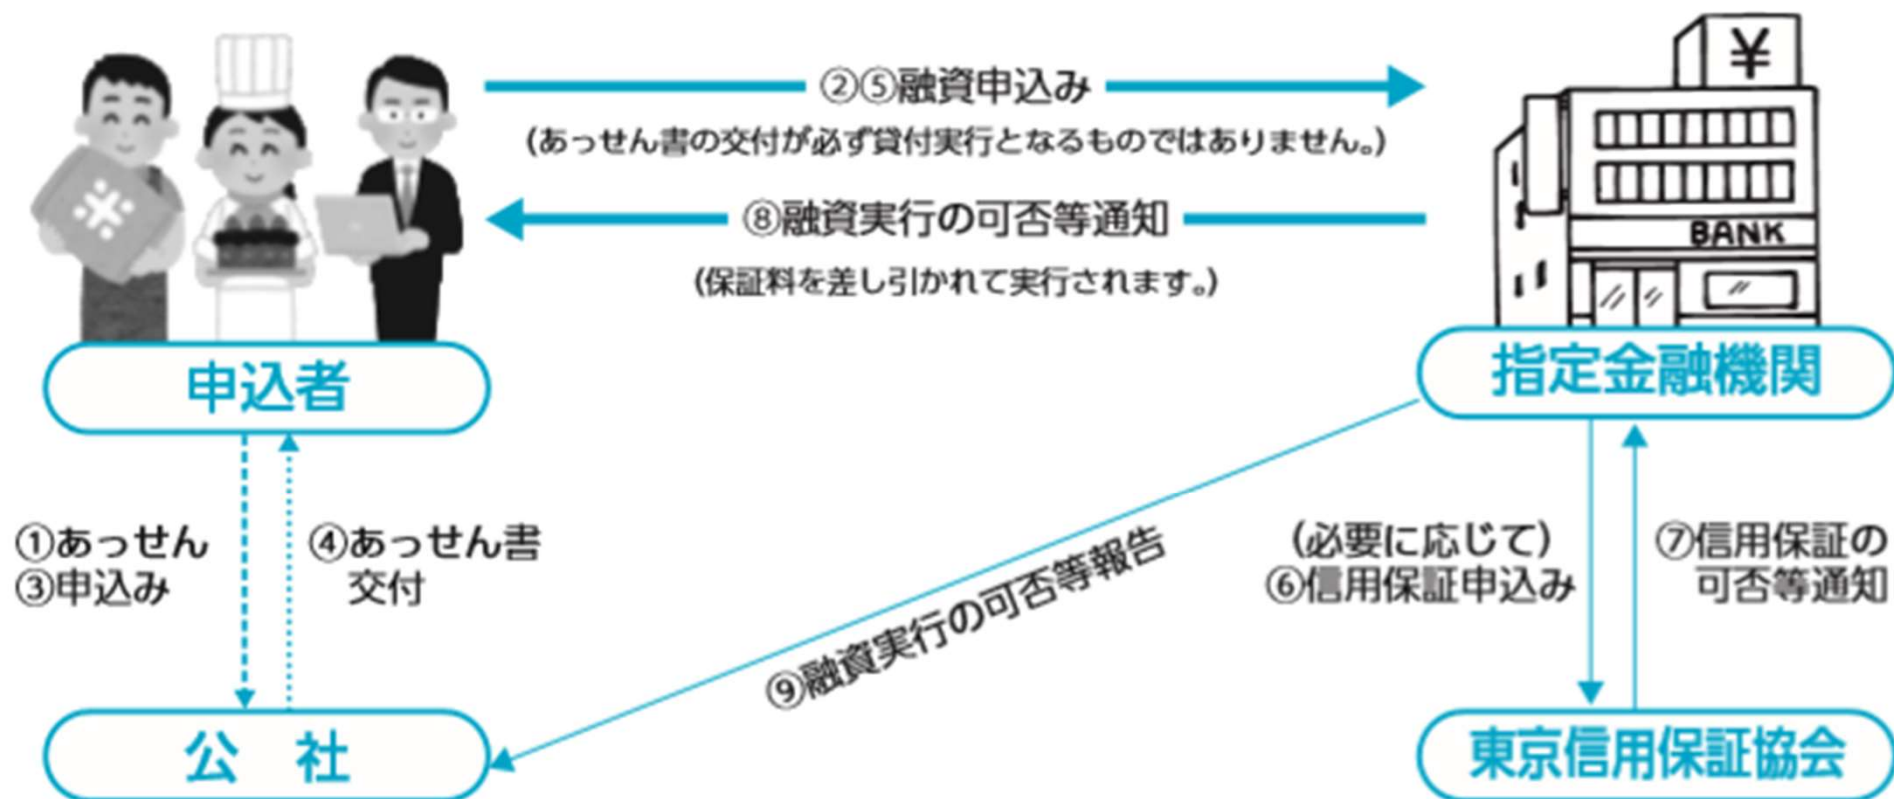 ②⑤融資申込み
(あっせん書の交付が必ず貸付実行となるものではありません。)
⑧融資実行の可否等通知
(保証料を差し引かれて実行されます。)
¥
BANK
申込者
指定金融機関
①あっせん
③申込み
④あっせん書
交付
⑨融資実行の可否等報告
(必要に応じて)
⑥信用保証申込み
⑦信用保証の
可否等通知
公 社
東京信用保証協会